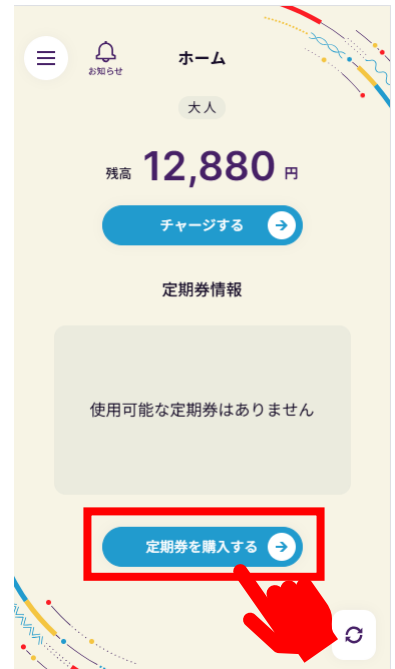 お知らせ
ホーム
大人
残高 12,880 円
チャージする
定期券情報
使用可能な定期券はありません
定期券を購入する